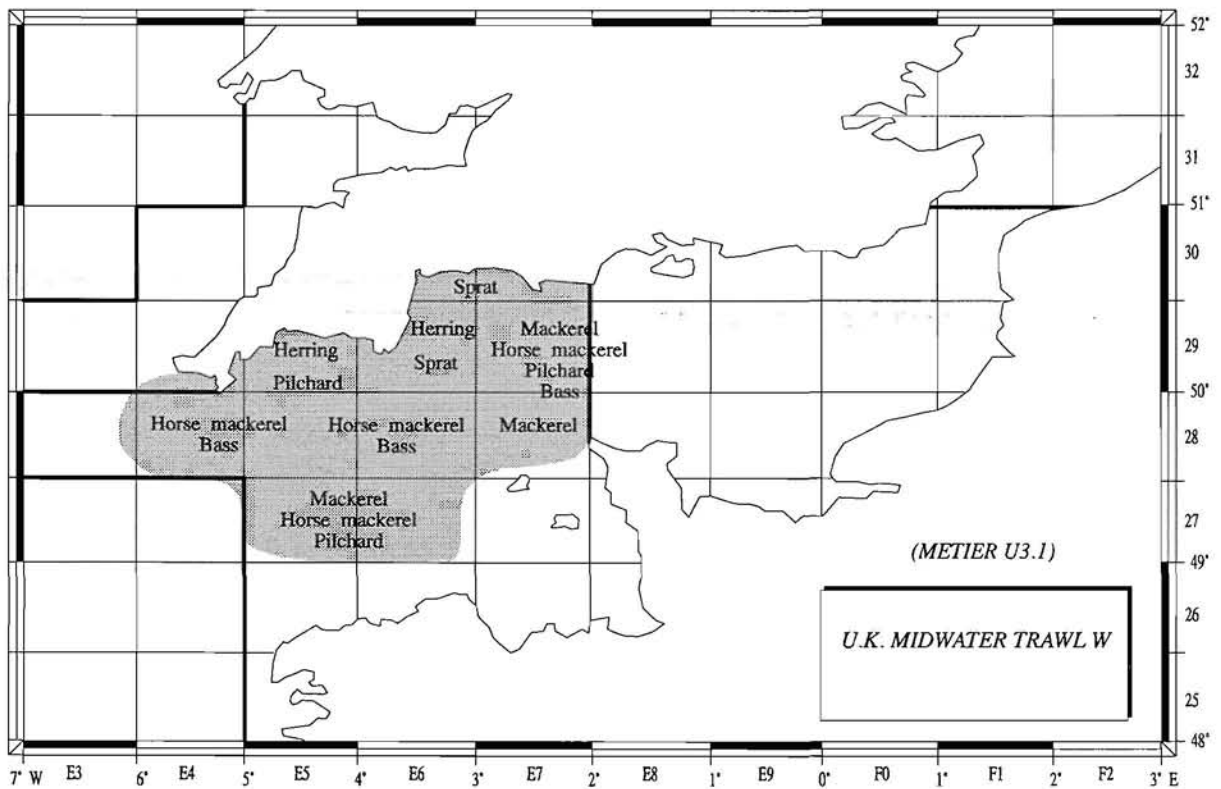 52°
32
31
51°
30
Sprat
Herring
Mackerel
Horse mackerel
Pilchard
Bass
Herring
Sprat
29
Pilchard
50°
Horse mackerel
Bass
Horse mackerel
Bass
Mackerel
28
Mackerel
Horse mackerel
Pilchard
27
(METIER U3.1)
49°
26
U.K. MIDWATER TRAWL W
25
48°
7° W E3 6° E4 5° E5 4° E6 3° E7 2° E8 1° E9 0° F0 1° F1 2° F2 3° E